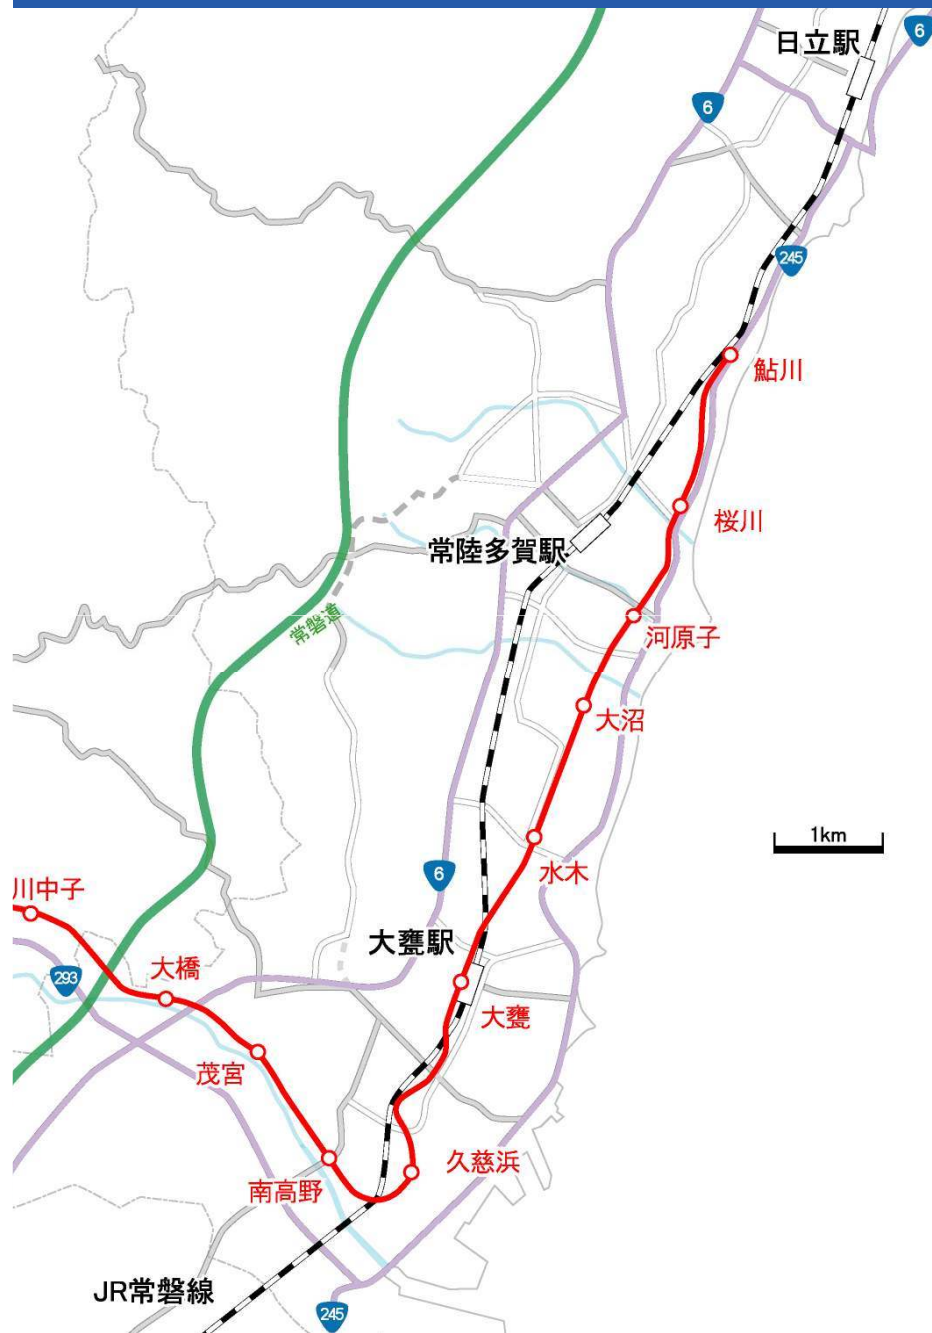 日立駅
6
6
245
鮎川
桜川
常陸多賀駅
常磐道
河原子
大沼
1km
水木
6
川中子
大甕駅
大橋
293
大甕
茂宮
久慈浜
南高野
JR常磐線
245